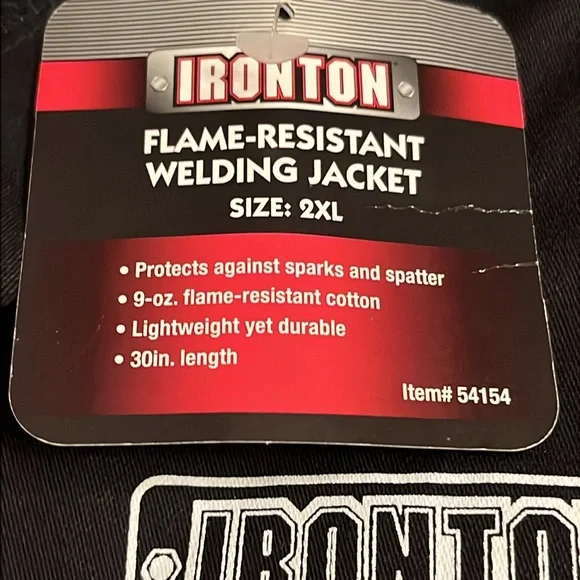 IRONTON
FLAME-RESISTANT
WELDING JACKET
SIZE: 2XL
• Protects against sparks and spatter
• 9-oz. flame-resistant cotton
• Lightweight yet durable
• 30in. length
Item# 54154
IRONTO